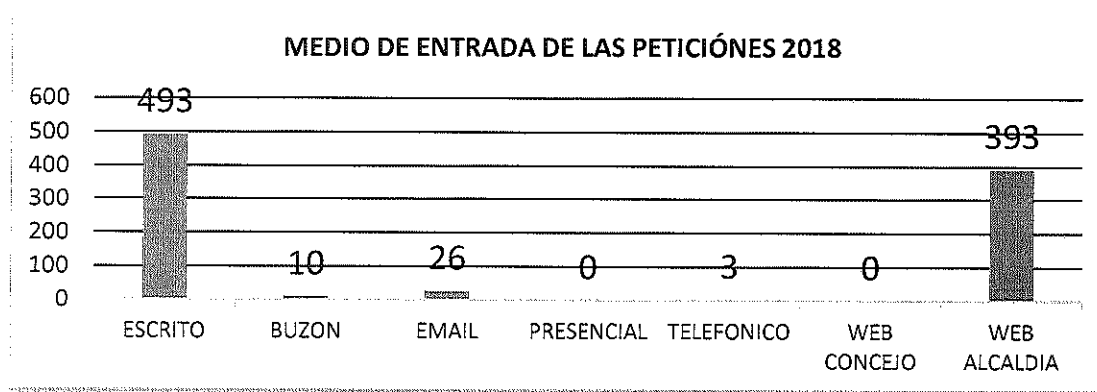 MEDIO DE ENTRADA DE LAS PETICIÓNES 2018
600
500
400
300
200
100
0
493
10
26
0
3
0
393
ESCRITO
BUZON
EMAIL
PRESENCIAL
TELEFONICO
WEB
CONCEJO
WEB
ALCALDIA